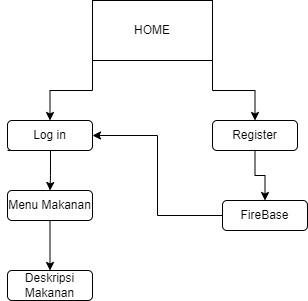 HOME
Log in
Register
Menu Makanan
FireBase
Deskripsi
Makanan